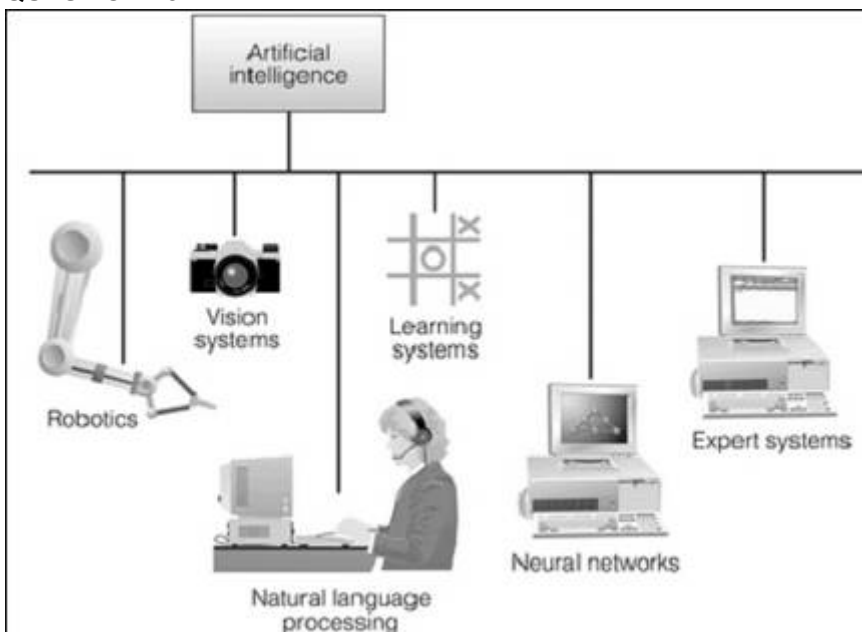 Artificial
intelligence
Vision
systems
Learning
systems
Robotics
Expert systems
Neural networks
Natural language
processing